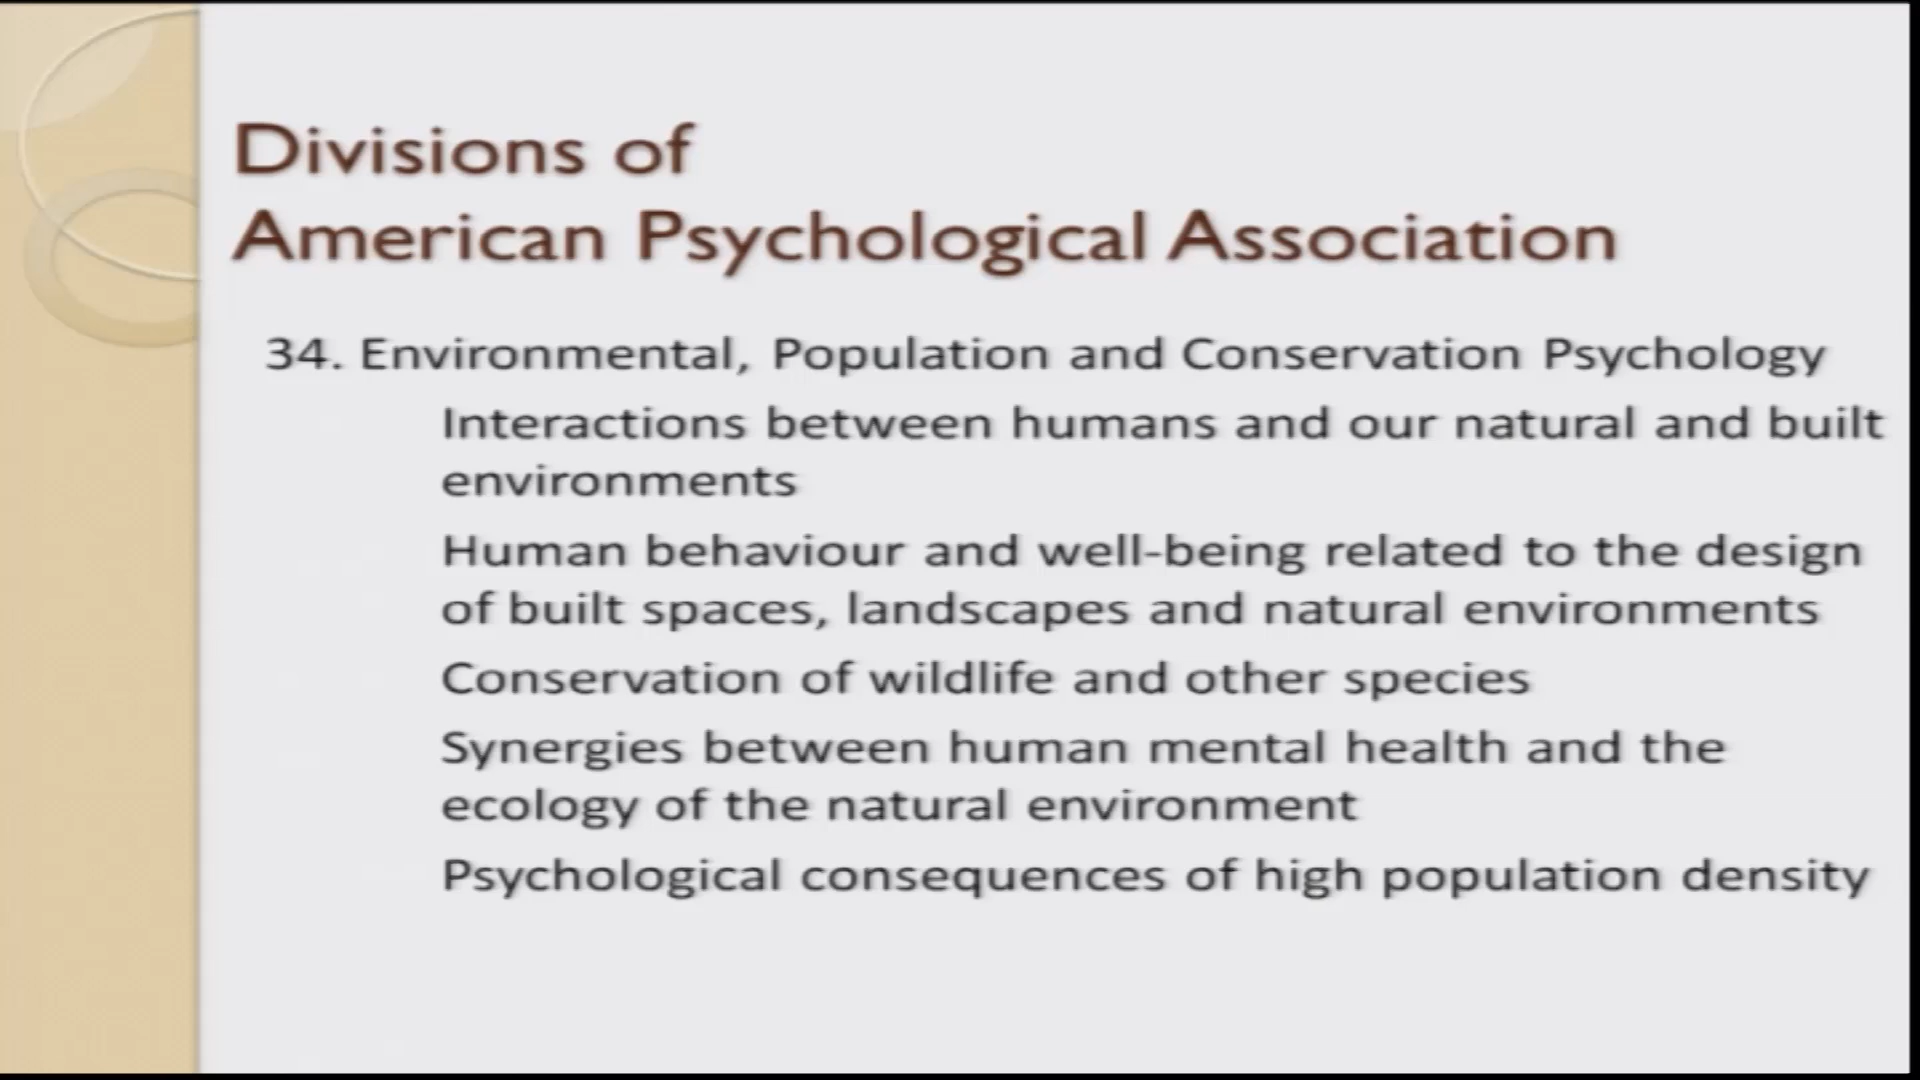 Divisions of
American Psychological Association
34. Environmental, Population and Conservation Psychology
Interactions between humans and our natural and built
environments
Human behaviour and well-being related to the design
of built spaces, landscapes and natural environments
Conservation of wildlife and other species
Synergies between human mental health and the
ecology of the natural environment
Psychological consequences of high population density